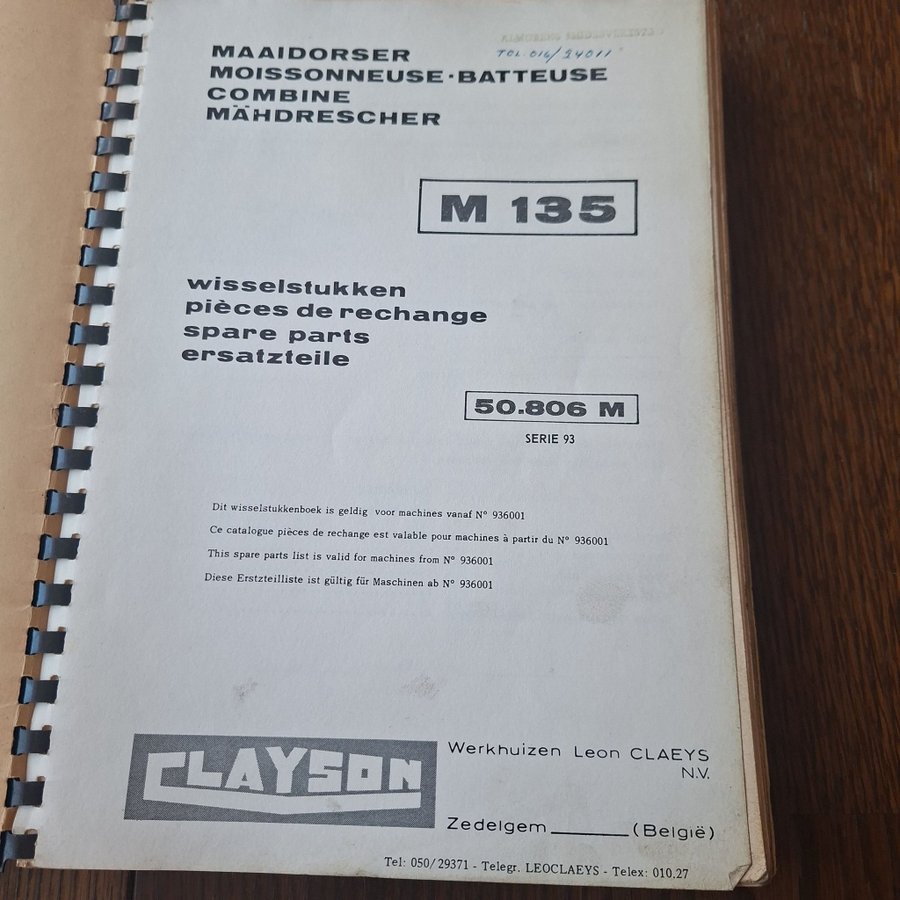 TEL. 016/84011
MAAIDORSER
MOISSONNEUSE-BATTEUSE
COMBINE
MÄHDRESCHER
M 135
wisselstukken
pièces de rechange
spare parts
ersatzteile
50.806 M
SERIE 93
Dit wisselstukkenboek is geldig voor machines vanaf N° 936001
Ce catalogue pièces de rechange est valable pour machines à partir du N° 936001
This spare parts list is valid for machines from N° 936001
Diese Erstzteilliste ist gültig für Maschinen ab N° 936001
CLAYSON
Werkhuizen Leon CLAEYS
N.V.
Zedelgem (België)
Tel: 050/29371 - Telegr. LEOCLAEYS - Telex: 010.27